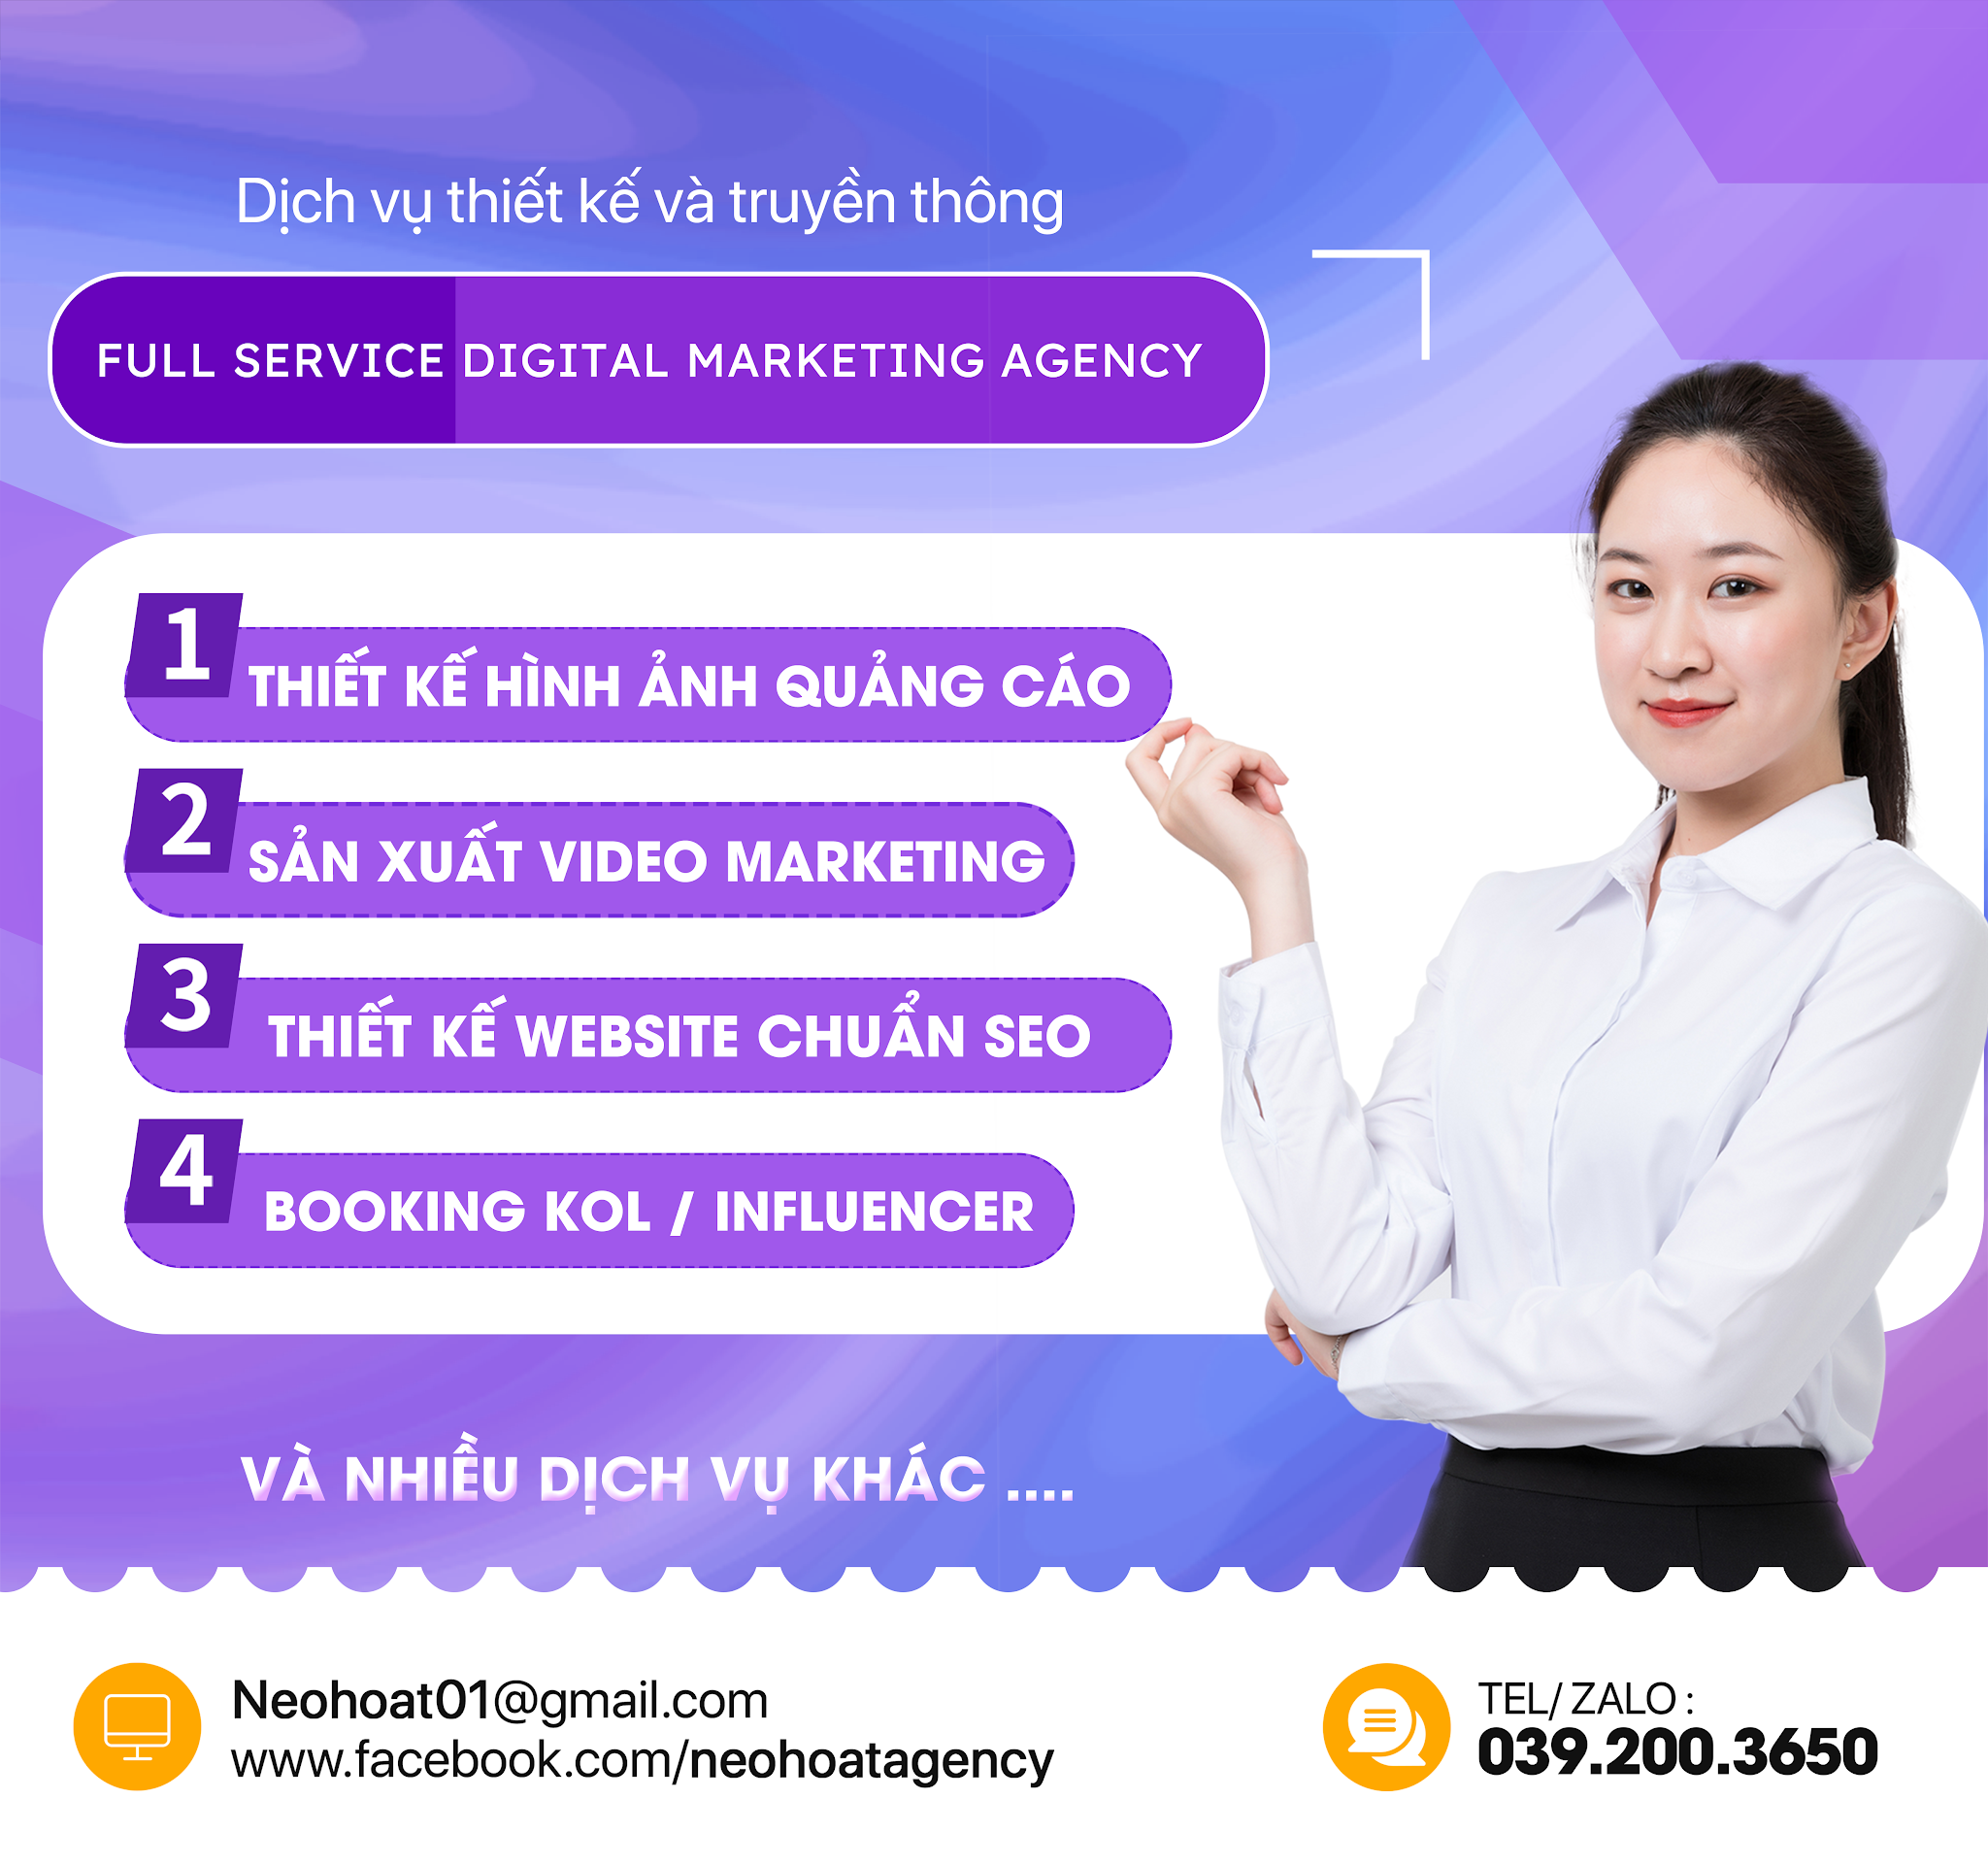 Dịch vụ thiết kế và truyền thông
FULL SERVICE DIGITAL MARKETING AGENCY
1
THIẾT KẾ HÌNH ẢNH QUẢNG CÁO
2
SẢN XUẤT VIDEO MARKETING
3
THIẾT KẾ WEBSITE CHUẨN SEO
4
BOOKING KOL / INFLUENCER
VÀ NHIỀU DỊCH VỤ KHÁC ....
Neohoat01@gmail.com
www.facebook.com/neohoatagency
TEL/ ZALO :
039.200.3650